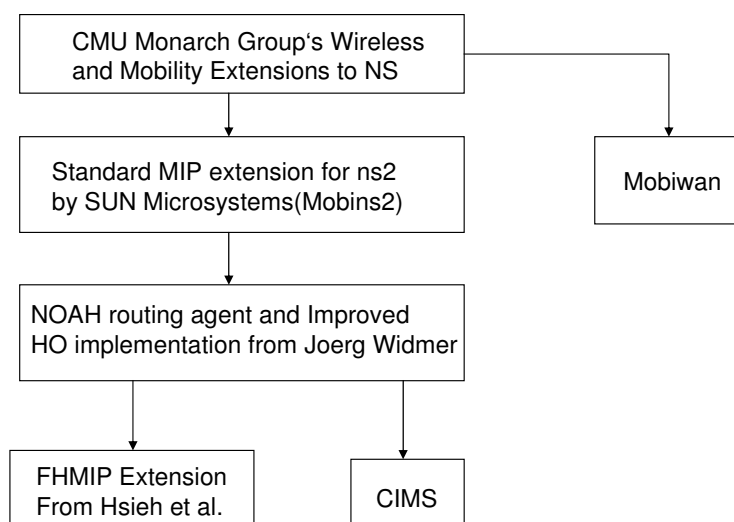 CMU Monarch Group‘s Wireless
and Mobility Extensions to NS
Standard MIP extension for ns2
by SUN Microsystems(Mobins2)
Mobiwan
NOAH routing agent and Improved
HO implementation from Joerg Widmer
FHMIP Extension
From Hsieh et al.
CIMS